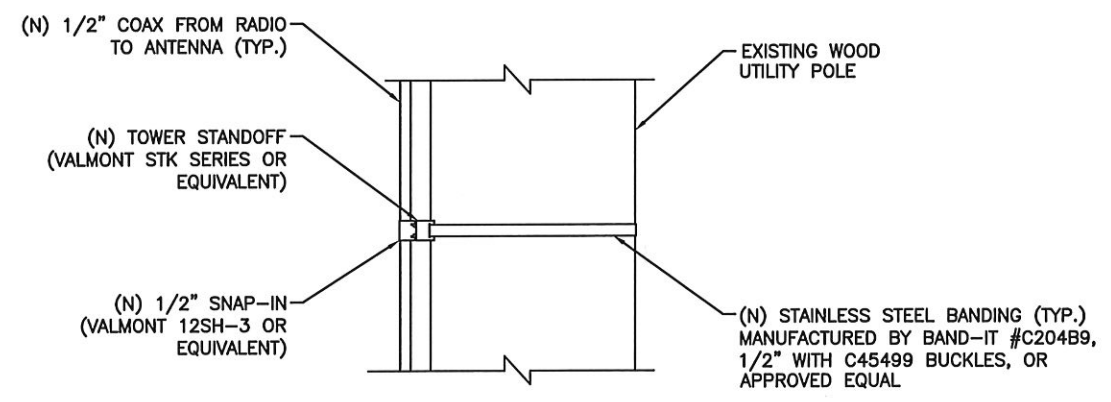 (N) 1/2" COAX FROM RADIO
TO ANTENNA (TYP.)
EXISTING WOOD
UTILITY POLE
(N) TOWER STANDOFF
(VALMONT STK SERIES OR
EQUIVALENT)
(N) 1/2" SNAP-IN
(VALMONT 12SH-3 OR
EQUIVALENT)
(N) STAINLESS STEEL BANDING (TYP.)
MANUFACTURED BY BAND-IT #C204B9,
1/2" WITH C45499 BUCKLES, OR
APPROVED EQUAL